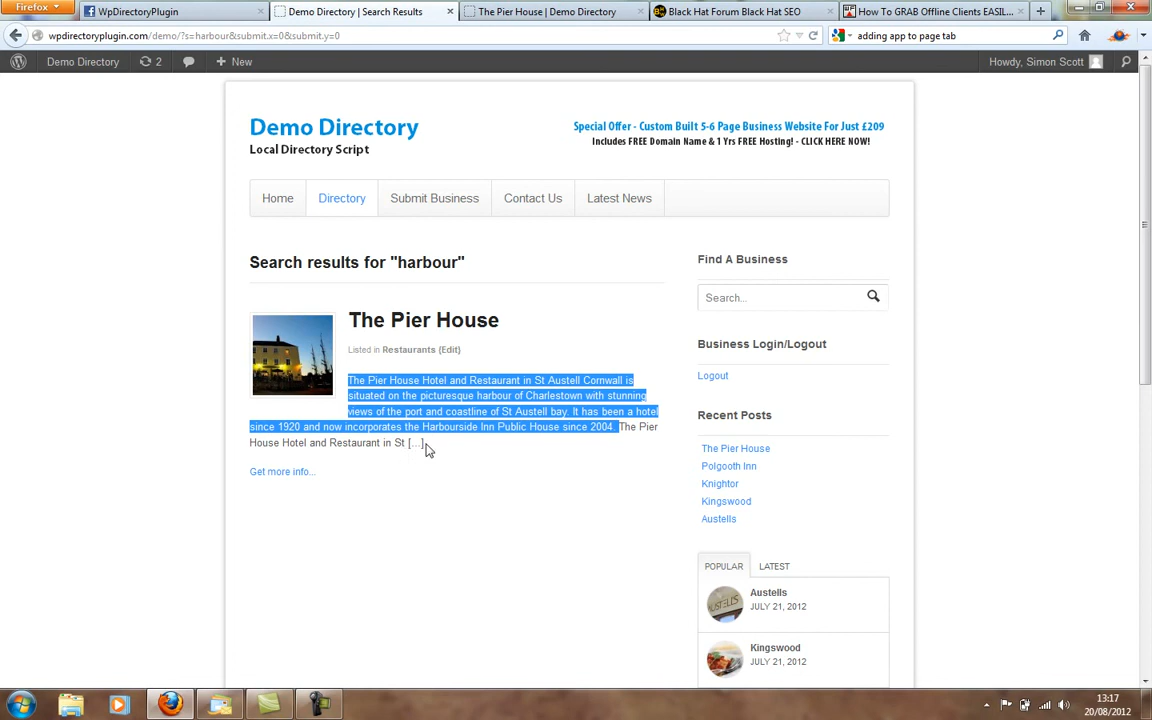 Firefox
WpDirectoryPlugin
Demo Directory | Search Results
The Pier House | Demo Directory
Black Hat Forum Black Hat SEO
How To GRAB Offline Clients EASIL...
wpdirectoryplugin.com/demo/?s=harbour&submit.x=0&submit.y=0
adding app to page tab
Demo Directory
2
New
Howdy, Simon Scott
Demo Directory
Local Directory Script
Special Offer - Custom Built 5-6 Page Business Website For Just £209
Includes FREE Domain Name & 1 Yrs FREE Hosting! - CLICK HERE NOW!
Home
Directory
Submit Business
Contact Us
Latest News
Search results for "harbour"
The Pier House
Listed in Restaurants {Edit}
The Pier House Hotel and Restaurant in St Austell Cornwall is
situated on the picturesque harbour of Charlestown with stunning
views of the port and coastline of St Austell bay. It has been a hotel
since 1920 and now incorporates the Harbourside Inn Public House since 2004. The Pier
House Hotel and Restaurant in St [...]
Get more info...
Find A Business
Search...
Business Login/Logout
Logout
Recent Posts
The Pier House
Polgooth Inn
Knightor
Kingswood
Austells
POPULAR
LATEST
AUSTELLS
Austells
JULY 21, 2012
Kingswood
JULY 21, 2012
13:17
20/08/2012